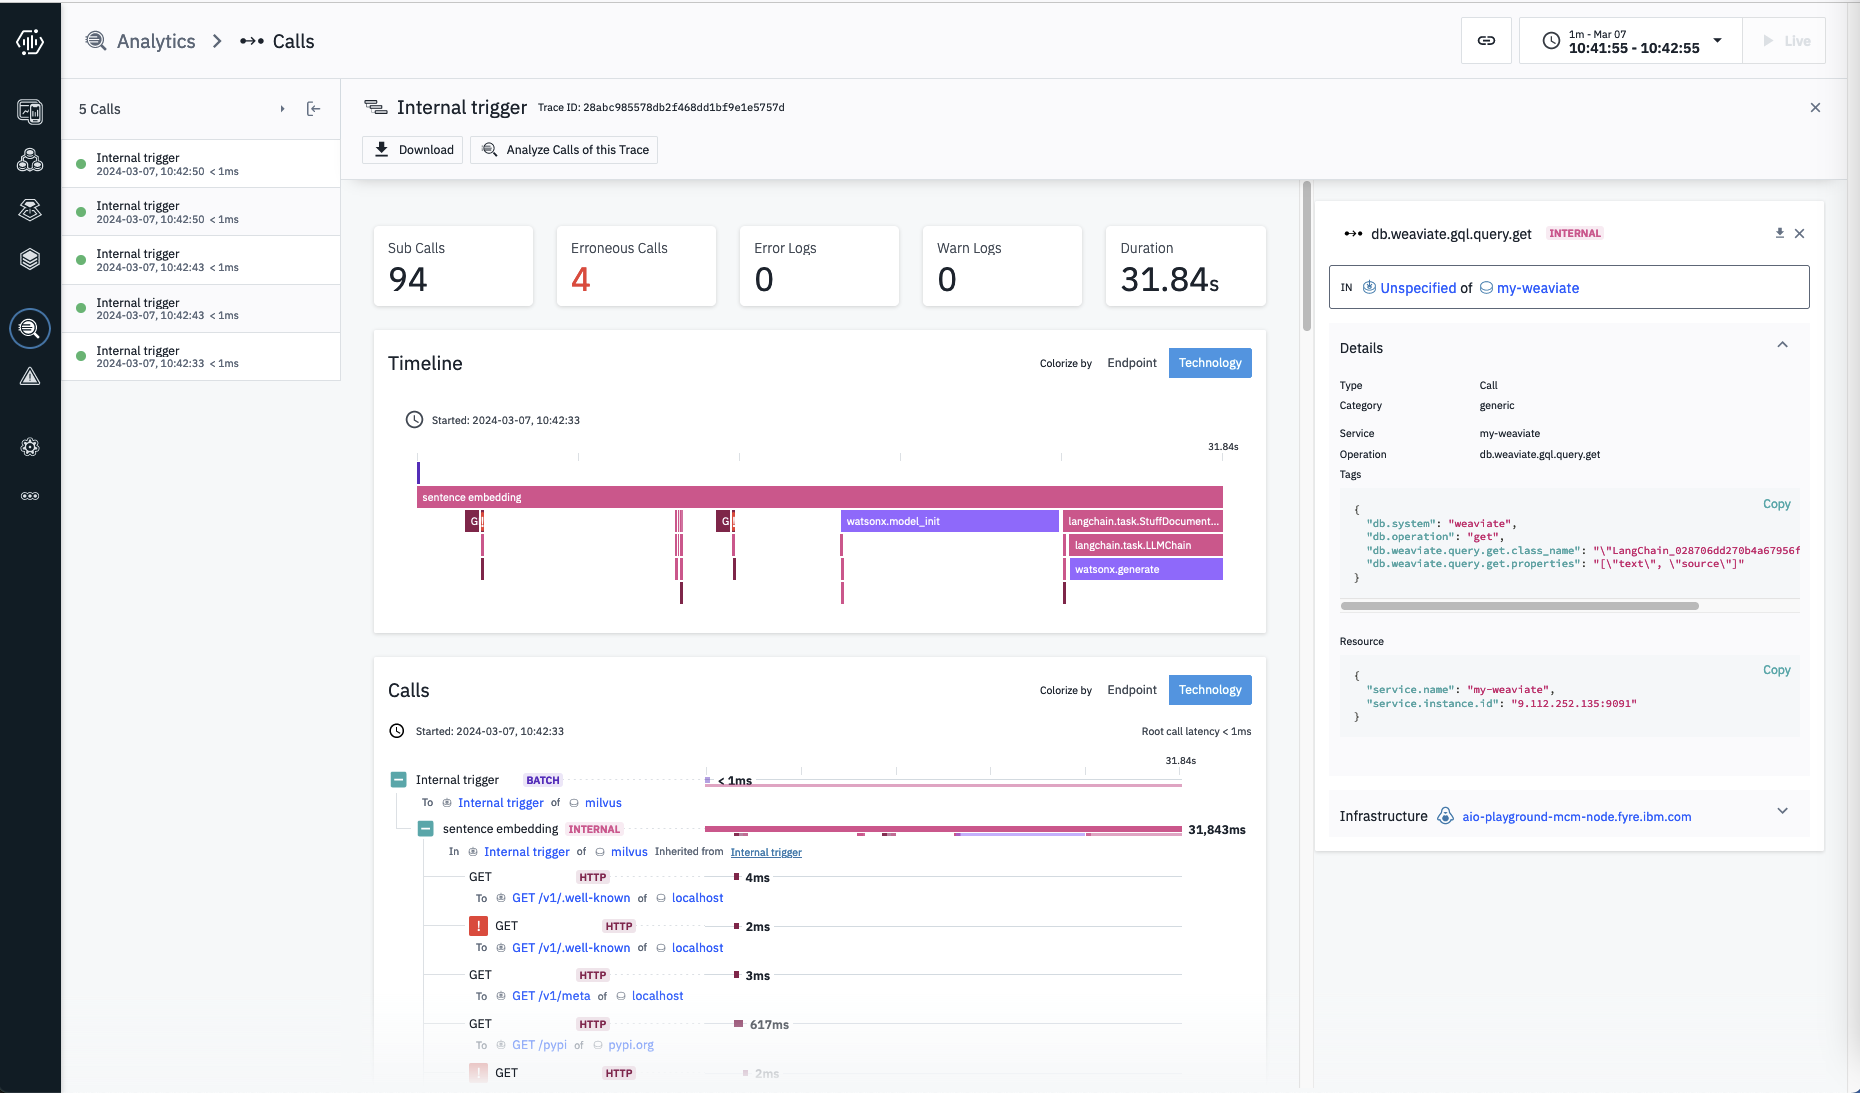 Analytics
Calls
1m - Mar 07
10:41:55 - 10:42:55
Live
5 Calls
Internal trigger
2024-03-07, 10:42:50 < 1ms
Internal trigger
2024-03-07, 10:42:50 < 1ms
Internal trigger
2024-03-07, 10:42:43 < 1ms
Internal trigger
2024-03-07, 10:42:43 < 1ms
Internal trigger
2024-03-07, 10:42:33 < 1ms
Internal trigger Trace ID: 28abc985578db2f468dd1bf9e1e5757d
Download
Analyze Calls of this Trace
Sub Calls
94
Erroneous Calls
4
Error Logs
0
Warn Logs
0
Duration
31.84s
Timeline
Colorize by Endpoint Technology
Started: 2024-03-07, 10:42:33
31.84s
sentence embedding
G ! G ! watsonx.model_init langchain.task.StuffDocument...
langchain.task.LLMChain
watsonx.generate
Calls
Colorize by Endpoint Technology
Started: 2024-03-07, 10:42:33
Root call latency < 1ms
31.84s
Internal trigger BATCH < 1ms
To Internal trigger of milvus
sentence embedding INTERNAL 31,843ms
In Internal trigger of milvus Inherited from Internal trigger
GET HTTP 4ms
To GET /v1/.well-known of localhost
! GET HTTP 2ms
To GET /v1/.well-known of localhost
GET HTTP 3ms
To GET /v1/meta of localhost
GET HTTP 617ms
To GET /pypi of pypi.org
! GET HTTP 2ms
db.weaviate.gql.query.get INTERNAL
IN Unspecified of my-weaviate
Details
Type Call
Category generic
Service my-weaviate
Operation db.weaviate.gql.query.get
Tags
Copy
{
"db.system": "weaviate",
"db.operation": "get",
"db.weaviate.query.get.class_name": "\"LangChain_028706dd270b4a67956f
"db.weaviate.query.get.properties": "[\"text\", \"source\"]"
}
Resource
Copy
{
"service.name": "my-weaviate",
"service.instance.id": "9.112.252.135:9091"
}
Infrastructure aio-playground-mcm-node.fyre.ibm.com